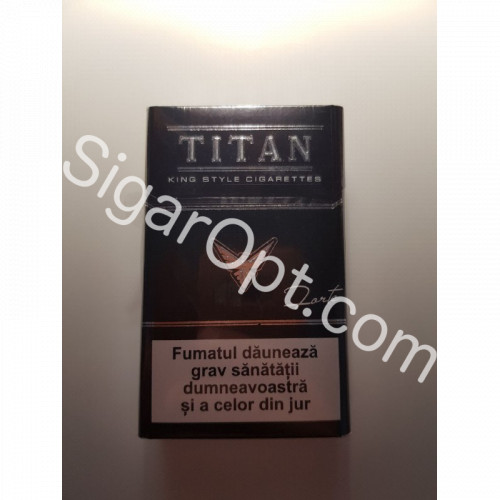 TITAN
KING STYLE CIGARETTES
Fumatul dăunează
grav sănătății
dumneavoastră
și a celor din jur
SigarOpt.com